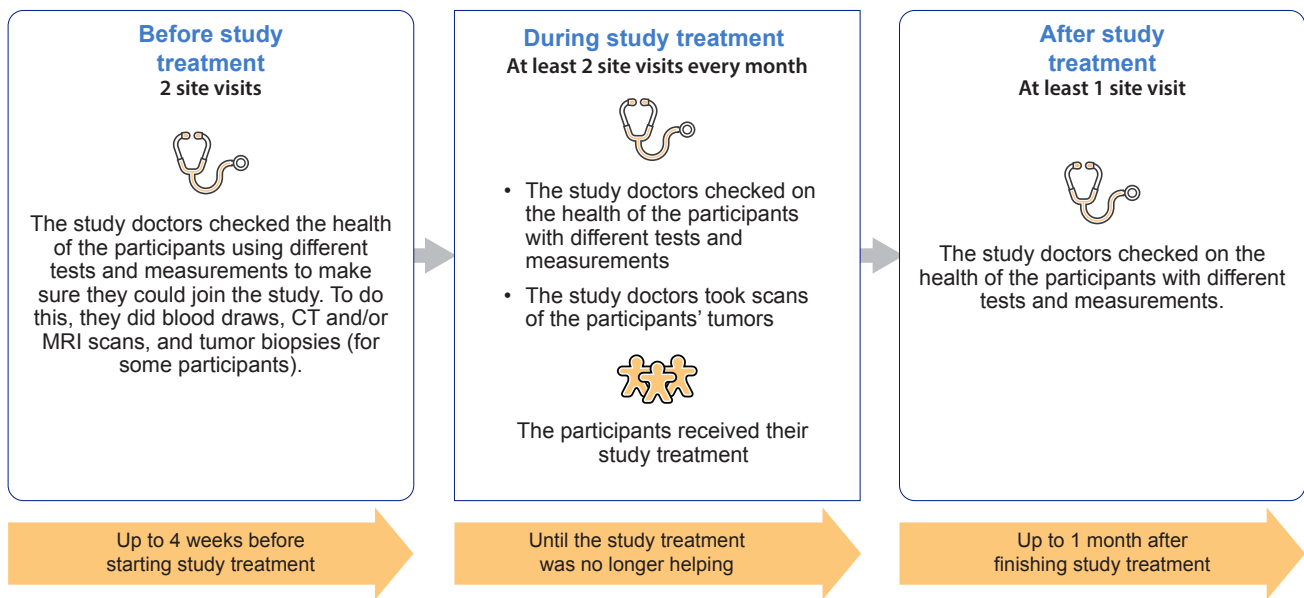 Before study
treatment
2 site visits
The study doctors checked the health
of the participants using different
tests and measurements to make
sure they could join the study. To do
this, they did blood draws, CT and/or
MRI scans, and tumor biopsies (for
some participants).
Up to 4 weeks before
starting study treatment
During study treatment
At least 2 site visits every month
• The study doctors checked on
the health of the participants
with different tests and
measurements
• The study doctors took scans
of the participants’ tumors
The participants received their
study treatment
Until the study treatment
was no longer helping
After study
treatment
At least 1 site visit
The study doctors checked on the
health of the participants with different
tests and measurements.
Up to 1 month after
finishing study treatment